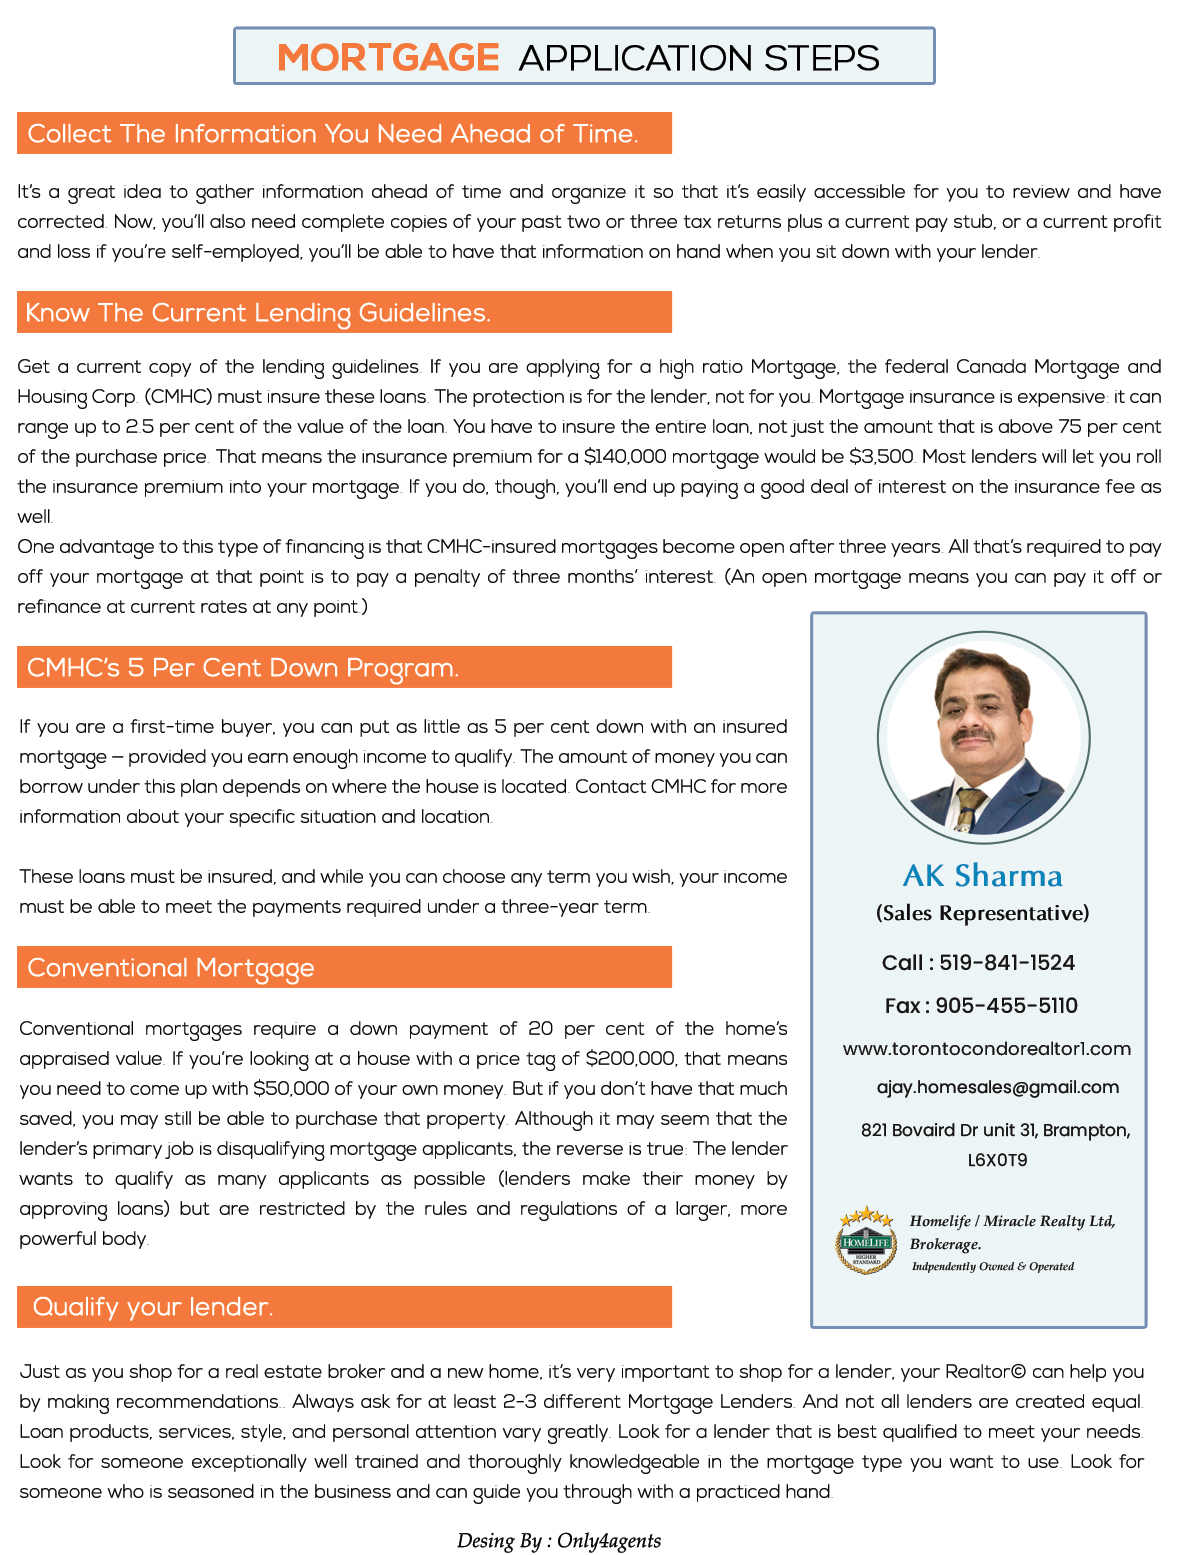 MORTGAGE APPLICATION STEPS
Collect The Information You Need Ahead of Time.
It's a great idea to gather information ahead of time and organize it so that it's easily accessible for you to review and have
corrected. Now, you'll also need complete copies of your past two or three tax returns plus a current pay stub, or a current profit
and loss if you're self-employed, you'll be able to have that information on hand when you sit down with your lender.
Know The Current Lending Guidelines.
Get a current copy of the lending guidelines. If you are applying for a high ratio Mortgage, the federal Canada Mortgage and
Housing Corp. (CMHC) must insure these loans. The protection is for the lender, not for you. Mortgage insurance is expensive: it can
range up to 2.5 per cent of the value of the loan. You have to insure the entire loan, not just the amount that is above 75 per cent
of the purchase price. That means the insurance premium for a $140,000 mortgage would be $3,500. Most lenders will let you roll
the insurance premium into your mortgage. If you do, though, you'll end up paying a good deal of interest on the insurance fee as
well.
One advantage to this type of financing is that CMHC-insured mortgages become open after three years. All that's required to pay
off your mortgage at that point is to pay a penalty of three months' interest. (An open mortgage means you can pay it off or
refinance at current rates at any point.)
CMHC's 5 Per Cent Down Program.
If you are a first-time buyer, you can put as little as 5 per cent down with an insured
mortgage – provided you earn enough income to qualify. The amount of money you can
borrow under this plan depends on where the house is located. Contact CMHC for more
information about your specific situation and location.
These loans must be insured, and while you can choose any term you wish, your income
must be able to meet the payments required under a three-year term.
Conventional Mortgage
Conventional mortgages require a down payment of 20 per cent of the home's
appraised value. If you're looking at a house with a price tag of $200,000, that means
you need to come up with $50,000 of your own money. But if you don't have that much
saved, you may still be able to purchase that property. Although it may seem that the
lender's primary job is disqualifying mortgage applicants, the reverse is true: The lender
wants to qualify as many applicants as possible (lenders make their money by
approving loans) but are restricted by the rules and regulations of a larger, more
powerful body.
AK Sharma
(Sales Representative)
Call : 519-841-1524
Fax : 905-455-5110
www.torontocondorealtor1.com
ajay.homesales@gmail.com
821 Bovaird Dr unit 31, Brampton,
L6X0T9
HOMELIFE
HIGHER
STANDARD
Homelife / Miracle Realty Ltd,
Brokerage.
Indpendently Owned & Operated
Qualify your lender.
Just as you shop for a real estate broker and a new home, it's very important to shop for a lender, your Realtor© can help you
by making recommendations.. Always ask for at least 2-3 different Mortgage Lenders. And not all lenders are created equal.
Loan products, services, style, and personal attention vary greatly. Look for a lender that is best qualified to meet your needs.
Look for someone exceptionally well trained and thoroughly knowledgeable in the mortgage type you want to use. Look for
someone who is seasoned in the business and can guide you through with a practiced hand.
Desing By : Only4agents